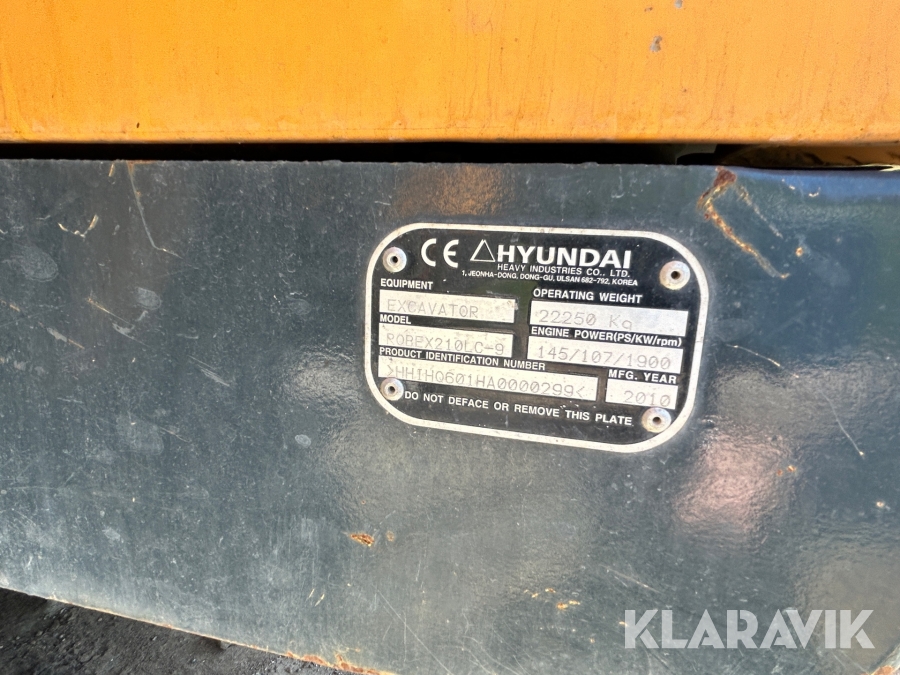 CE HYUNDAI
HEAVY INDUSTRIES CO., LTD.
1, JEONHA-DONG, DONG-GU, ULSAN 682-792, KOREA
EQUIPMENT OPERATING WEIGHT
EXCAVATOR 22250 Kg
MODEL ENGINE POWER(PS/KW/rpm)
ROBEX210LC-9 145/107/1900
PRODUCT IDENTIFICATION NUMBER MFG. YEAR
>HHIHQ601HA0000299< 2010
DO NOT DEFACE OR REMOVE THIS PLATE
KLARAVIK